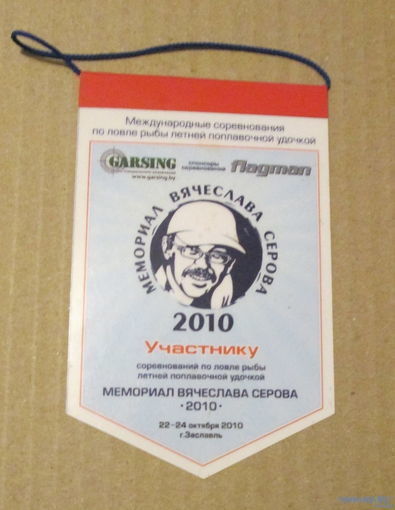 Международные соревнования
по ловле рыбы летней поплавочной удочкой
GARSING
www.garsing.by
спонсоры
соревнований
flagman
МЕМОРИАЛ ВЯЧЕСЛАВА СЕРОВА
2010
Участнику
соревнований по ловле рыбы
летней поплавочной удочкой
МЕМОРИАЛ ВЯЧЕСЛАВА СЕРОВА
·2010·
22-24 октября 2010
г.Заславль